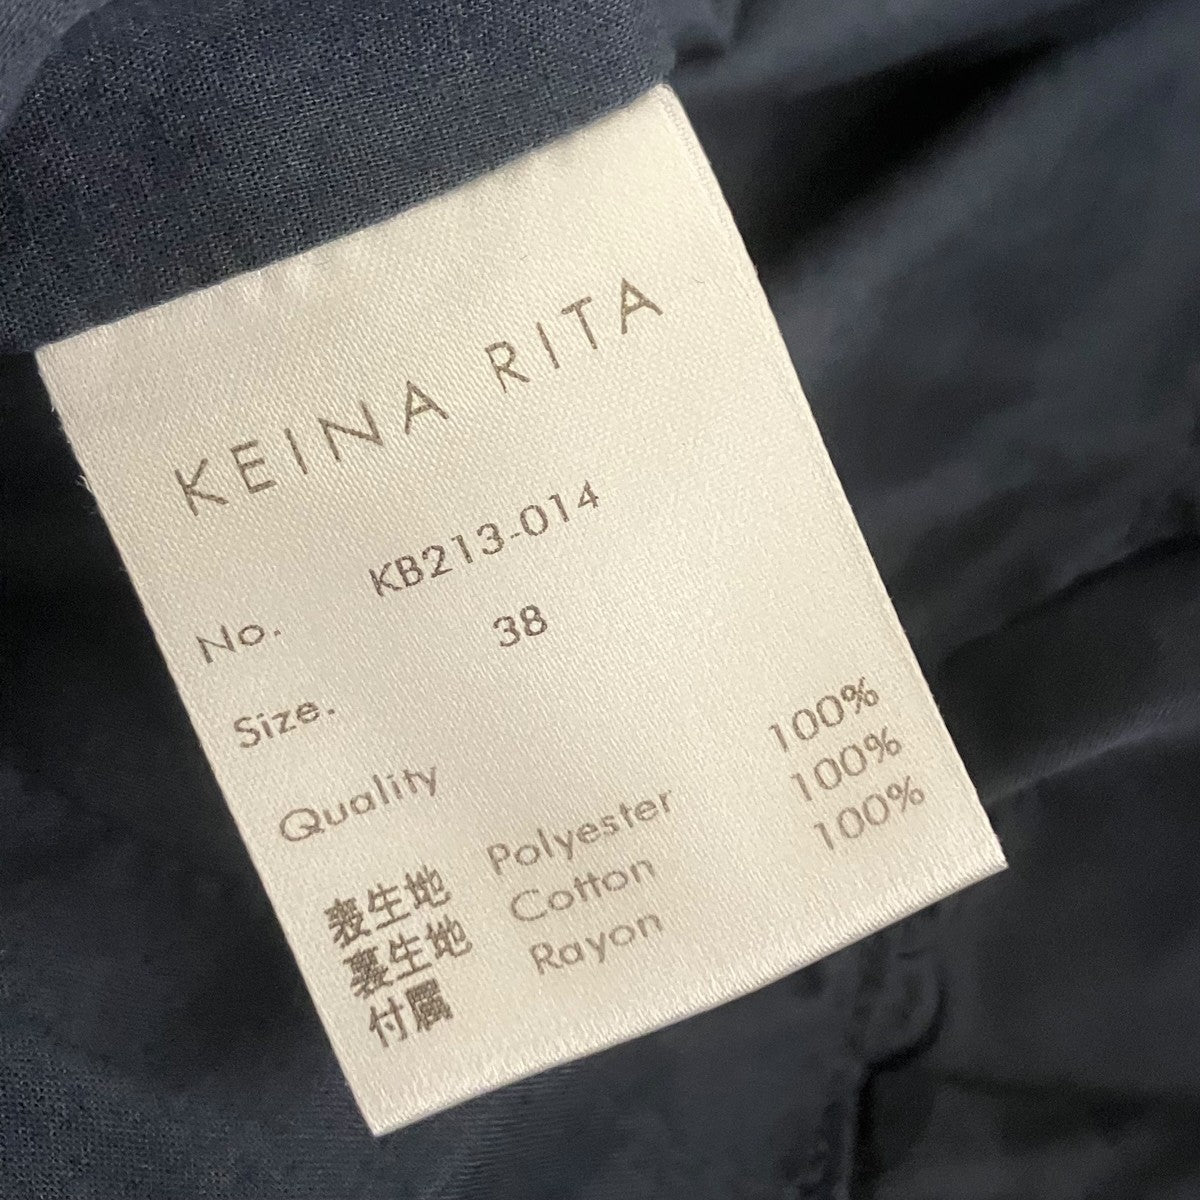 KEINA RITA
No. KB213-014
Size. 38
Quality
表生地 Polyester 100%
裏生地 Cotton 100%
付属 Rayon 100%